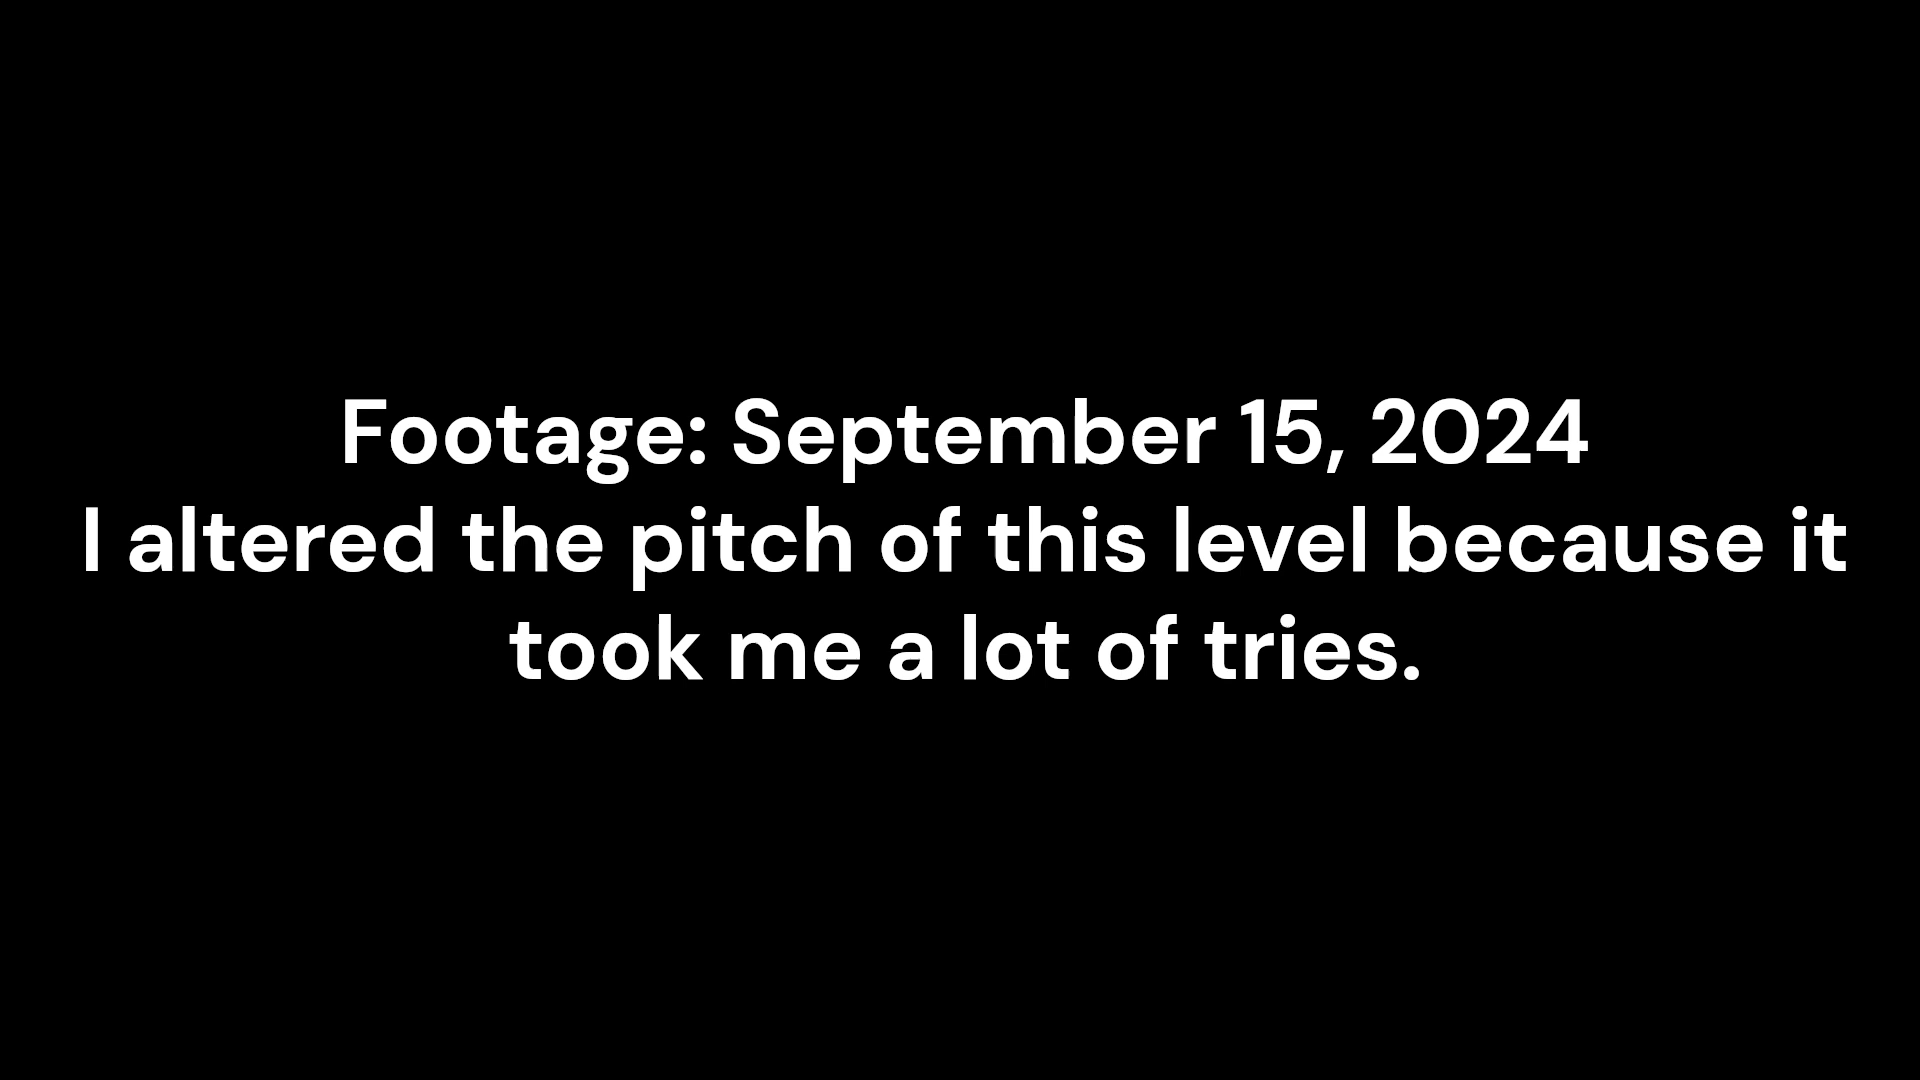 Footage: September 15, 2024
I altered the pitch of this level because it
took me a lot of tries.